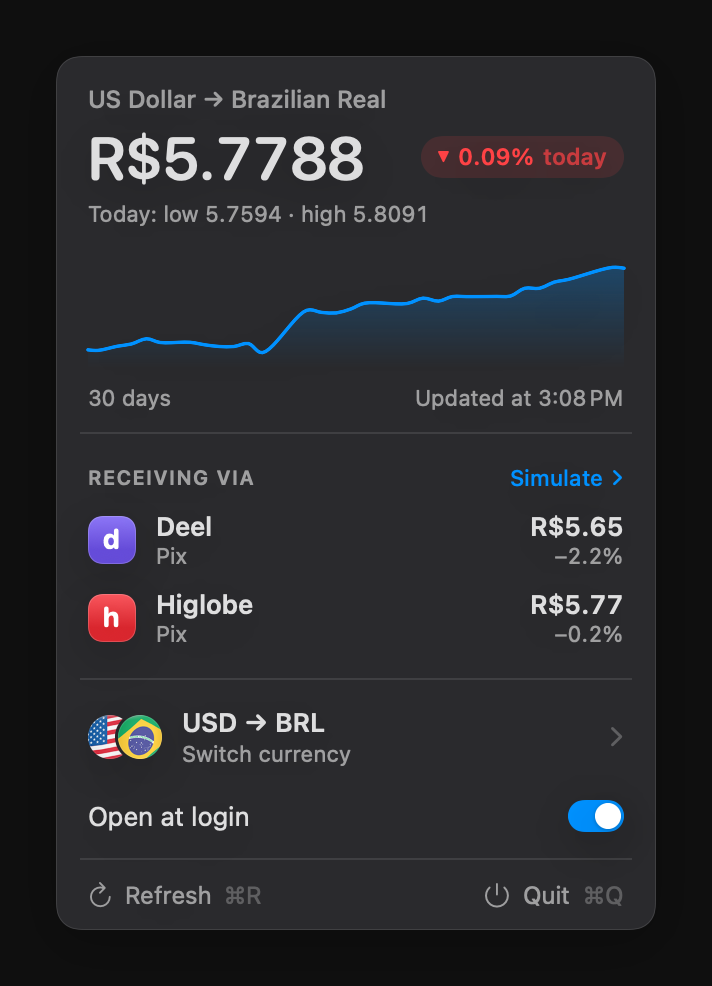 US Dollar → Brazilian Real
R$5.7788
▼ 0.09% today
Today: low 5.7594 · high 5.8091
30 days
Updated at 3:08 PM
RECEIVING VIA
Simulate >
d
Deel
R$5.65
Pix
−2.2%
h
Higlobe
R$5.77
Pix
−0.2%
USD → BRL
Switch currency
Open at login
Refresh ⌘R
Quit ⌘Q